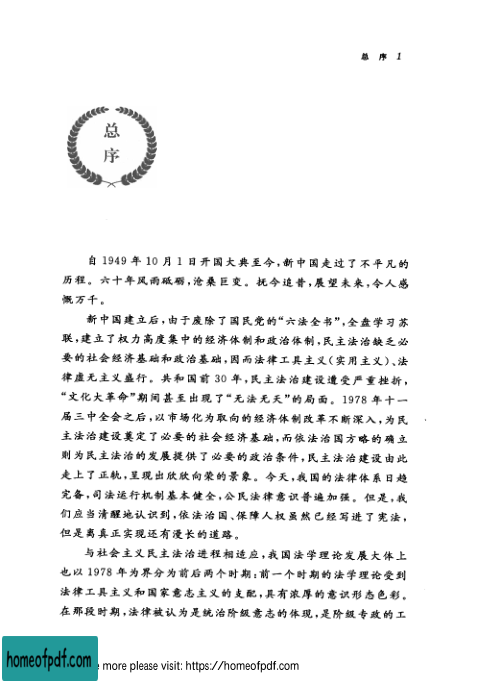 总 序 1
总
序
自 1949 年 10 月 1 日开国大典至今,新中国走过了不平凡的
历程。六十年风雨砥砺,沧桑巨变。抚今追昔,展望未来,令人感
慨万千。
新中国建立后,由于废除了国民党的“六法全书”,全盘学习苏
联,建立了权力高度集中的经济体制和政治体制,民主法治缺乏必
要的社会经济基础和政治基础,因而法律工具主义(实用主义)、法
律虚无主义盛行。共和国前 30 年,民主法治建设遭受严重挫折,
“文化大革命”期间甚至出现了“无法无天”的局面。1978 年十一
届三中全会之后,以市场化为取向的经济体制改革不断深入,为民
主法治建设奠定了必要的社会经济基础,而依法治国方略的确立
则为民主法治的发展提供了必要的政治条件,民主法治建设由此
走上了正轨,呈现出欣欣向荣的景象。今天,我国的法律体系日趋
完备,司法运行机制基本健全,公民法律意识普遍加强。但是,我
们应当清醒地认识到,依法治国、保障人权虽然已经写进了宪法,
但是离真正实现还有漫长的道路。
与社会主义民主法治进程相适应,我国法学理论发展大体上
也以 1978 年为界分为前后两个时期:前一个时期的法学理论受到
法律工具主义和国家意志主义的支配,具有浓厚的意识形态色彩。
在那段时期,法律被认为是统治阶级意志的体现,是阶级专政的工
homeofpdf.com
more please visit: https://homeofpdf.com